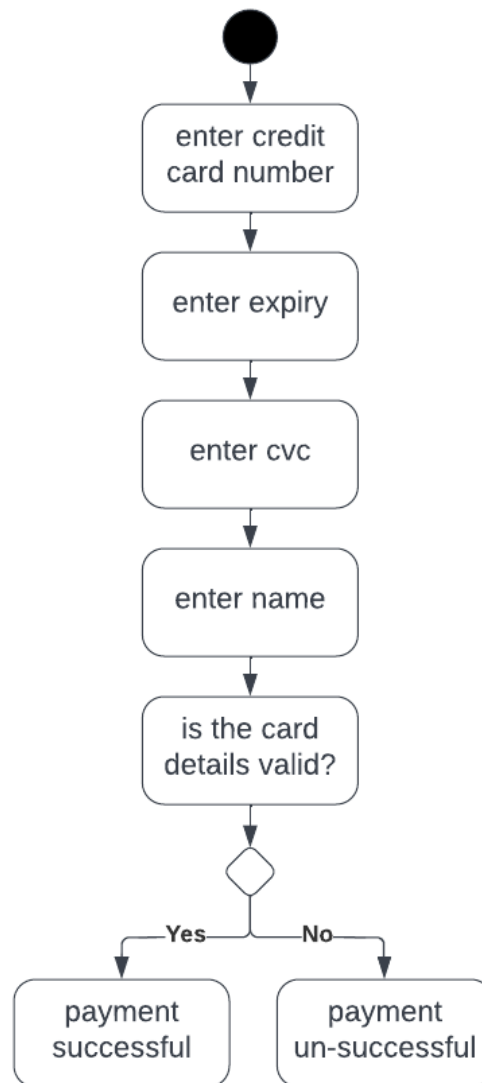 enter credit
card number
enter expiry
enter cvc
enter name
is the card
details valid?
Yes
No
payment
successful
payment
un-successful